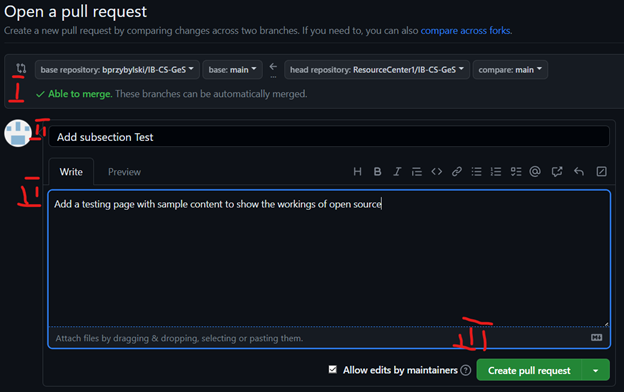 Open a pull request
Create a new pull request by comparing changes across two branches. If you need to, you can also compare across forks.
base repository: bprzybylski/IB-CS-GeS base: main ← ... head repository: ResourceCenter1/IB-CS-GeS compare: main
I
✓ Able to merge. These branches can be automatically merged.
II
Add subsection Test
Write Preview
II
Add a testing page with sample content to show the workings of open source
Attach files by dragging & dropping, selecting or pasting them.
III
Allow edits by maintainers
Create pull request